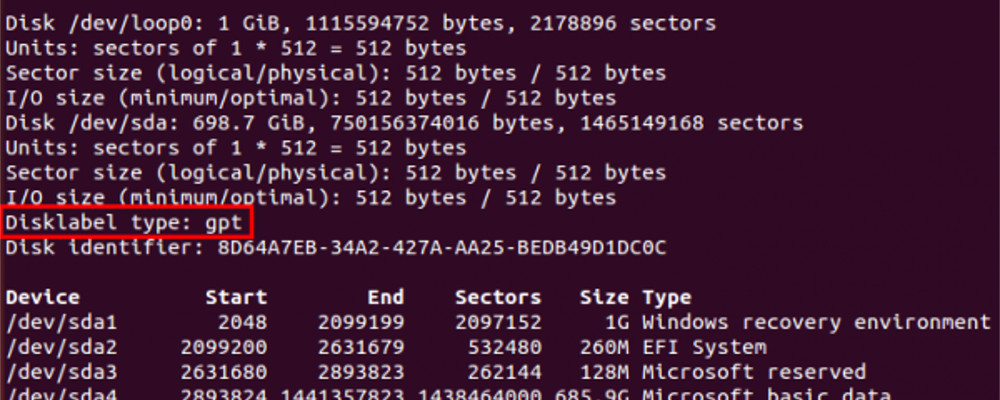 Disk /dev/loop0: 1 GiB, 1115594752 bytes, 2178896 sectors
Units: sectors of 1 * 512 = 512 bytes
Sector size (logical/physical): 512 bytes / 512 bytes
I/O size (minimum/optimal): 512 bytes / 512 bytes
Disk /dev/sda: 698.7 GiB, 750156374016 bytes, 1465149168 sectors
Units: sectors of 1 * 512 = 512 bytes
Sector size (logical/physical): 512 bytes / 512 bytes
I/O size (minimum/optimal): 512 bytes / 512 bytes
Disklabel type: gpt
Disk identifier: 8D64A7EB-34A2-427A-AA25-BEDB49D1DC0C
Device Start End Sectors Size Type
/dev/sda1 2048 2099199 2097152 1G Windows recovery environment
/dev/sda2 2099200 2631679 532480 260M EFI System
/dev/sda3 2631680 2893823 262144 128M Microsoft reserved
/dev/sda4 2893824 1441357823 1438464000 685.9G Microsoft basic data